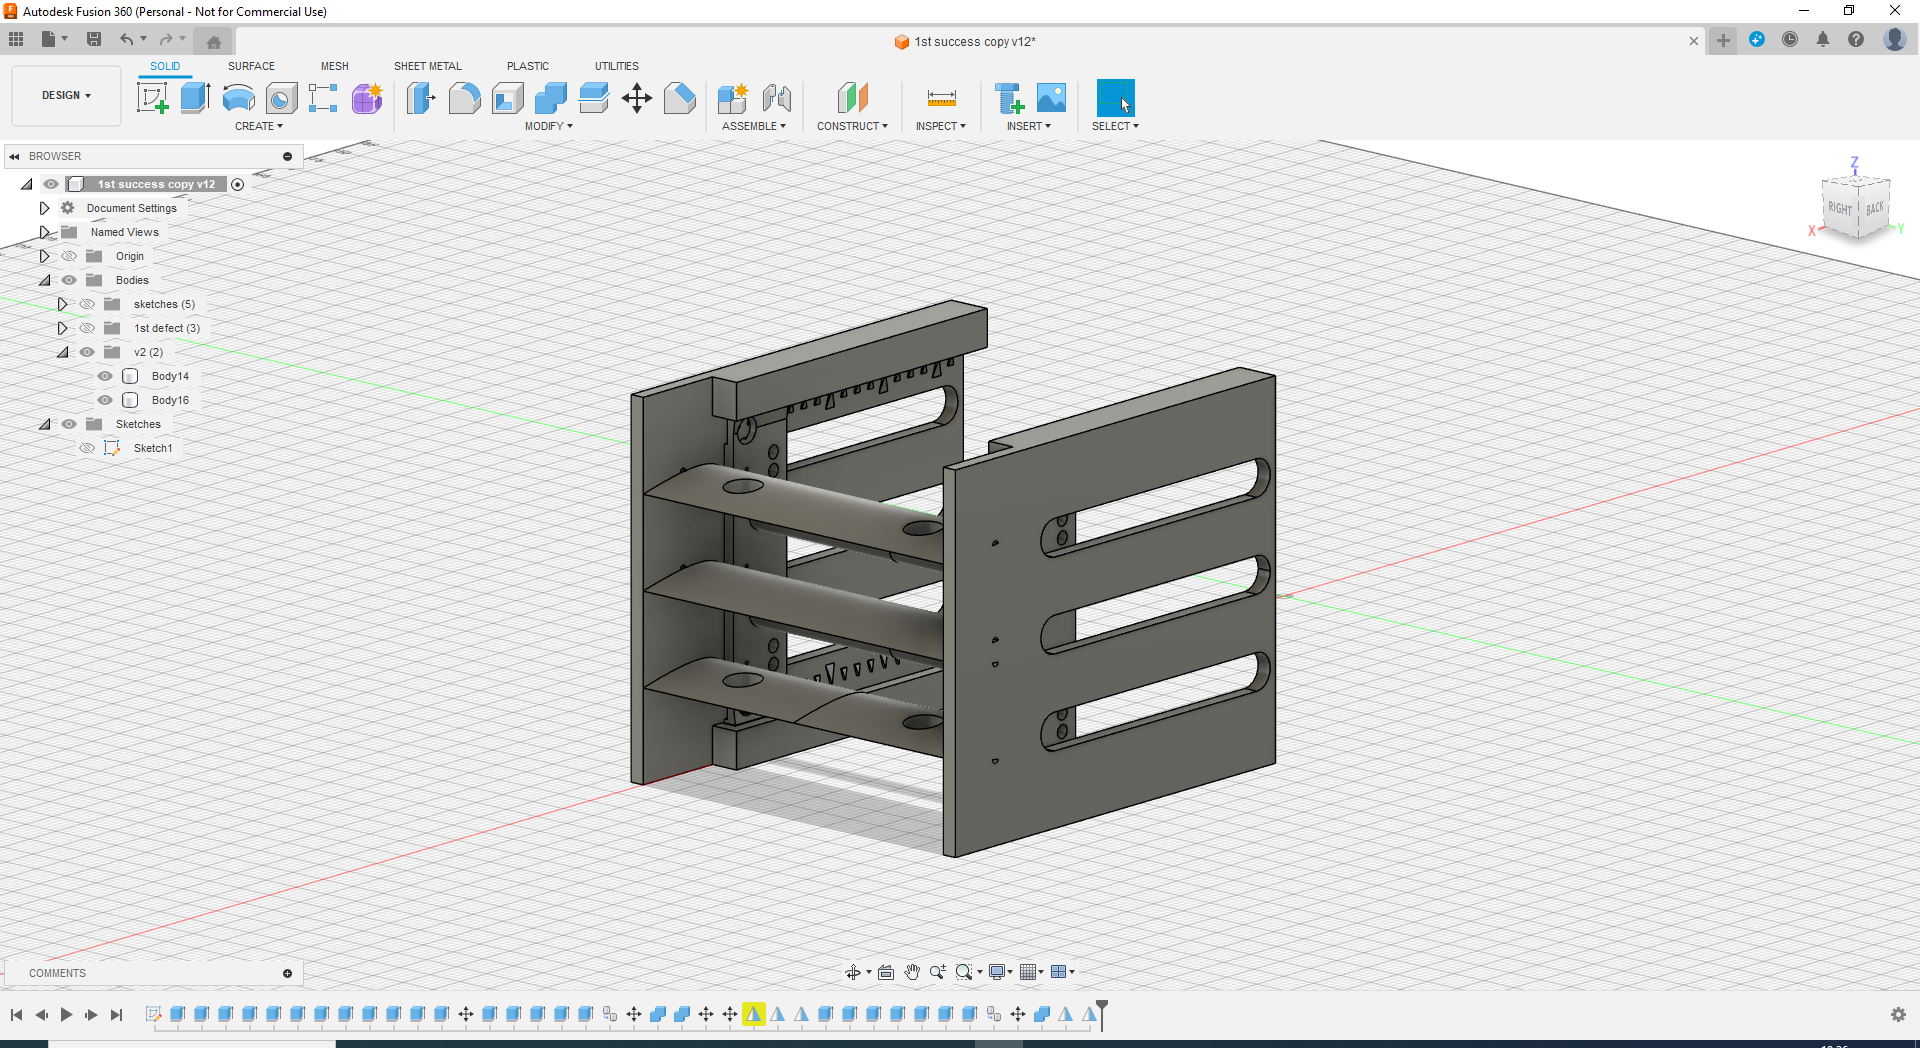 Autodesk Fusion 360 (Personal - Not for Commercial Use)
1st success copy v12*
SOLID SURFACE MESH SHEET METAL PLASTIC UTILITIES
DESIGN
CREATE MODIFY ASSEMBLE CONSTRUCT INSPECT INSERT SELECT
BROWSER
1st success copy v12
Document Settings
Named Views
Origin
Bodies
sketches (5)
1st defect (3)
v2 (2)
Body14
Body16
Sketches
Sketch1
Z
RIGHT BACK
X Y
COMMENTS